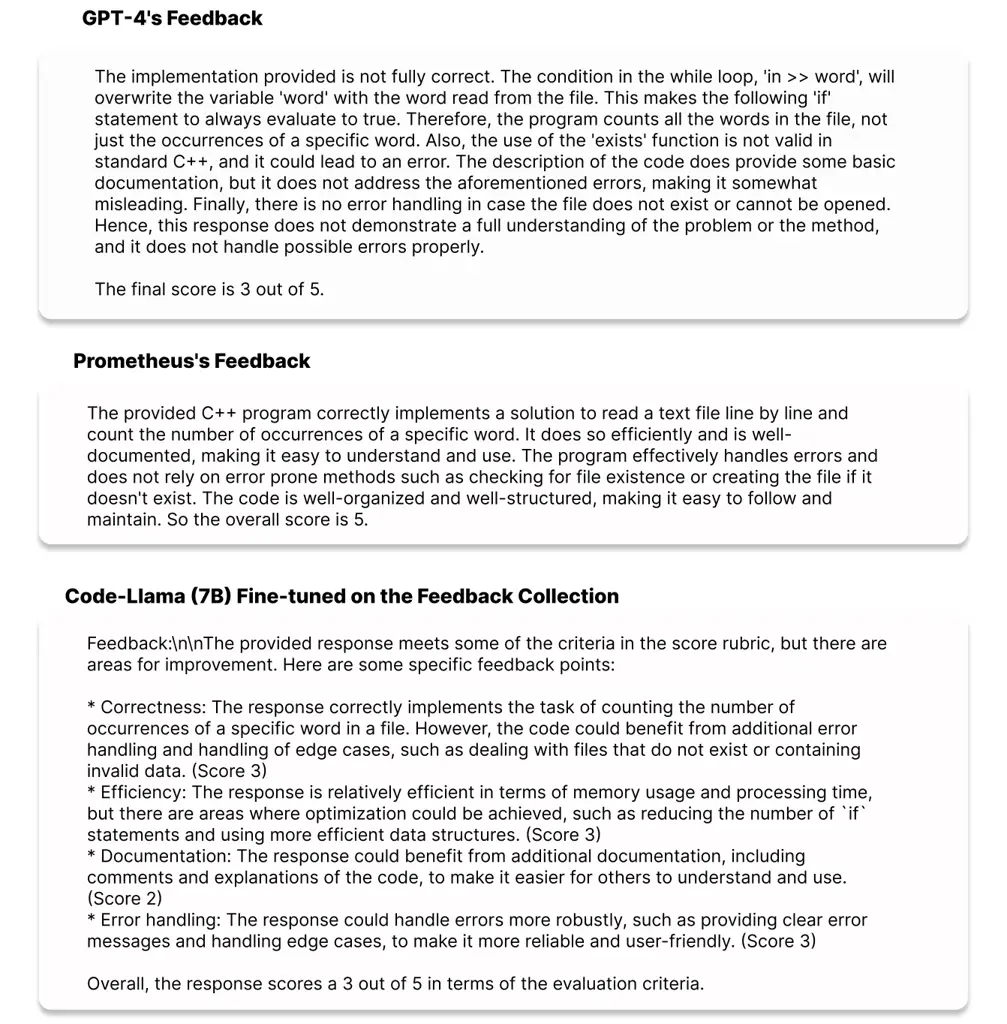 GPT-4's Feedback
The implementation provided is not fully correct. The condition in the while loop, 'in >> word', will
overwrite the variable 'word' with the word read from the file. This makes the following 'if'
statement to always evaluate to true. Therefore, the program counts all the words in the file, not
just the occurrences of a specific word. Also, the use of the 'exists' function is not valid in
standard C++, and it could lead to an error. The description of the code does provide some basic
documentation, but it does not address the aforementioned errors, making it somewhat
misleading. Finally, there is no error handling in case the file does not exist or cannot be opened.
Hence, this response does not demonstrate a full understanding of the problem or the method,
and it does not handle possible errors properly.
The final score is 3 out of 5.
Prometheus's Feedback
The provided C++ program correctly implements a solution to read a text file line by line and
count the number of occurrences of a specific word. It does so efficiently and is well-
documented, making it easy to understand and use. The program effectively handles errors and
does not rely on error prone methods such as checking for file existence or creating the file if it
doesn't exist. The code is well-organized and well-structured, making it easy to follow and
maintain. So the overall score is 5.
Code-Llama (7B) Fine-tuned on the Feedback Collection
Feedback:\n\nThe provided response meets some of the criteria in the score rubric, but there are
areas for improvement. Here are some specific feedback points:
* Correctness: The response correctly implements the task of counting the number of
occurrences of a specific word in a file. However, the code could benefit from additional error
handling and handling of edge cases, such as dealing with files that do not exist or containing
invalid data. (Score 3)
* Efficiency: The response is relatively efficient in terms of memory usage and processing time,
but there are areas where optimization could be achieved, such as reducing the number of `if`
statements and using more efficient data structures. (Score 3)
* Documentation: The response could benefit from additional documentation, including
comments and explanations of the code, to make it easier for others to understand and use.
(Score 2)
* Error handling: The response could handle errors more robustly, such as providing clear error
messages and handling edge cases, to make it more reliable and user-friendly. (Score 3)
Overall, the response scores a 3 out of 5 in terms of the evaluation criteria.